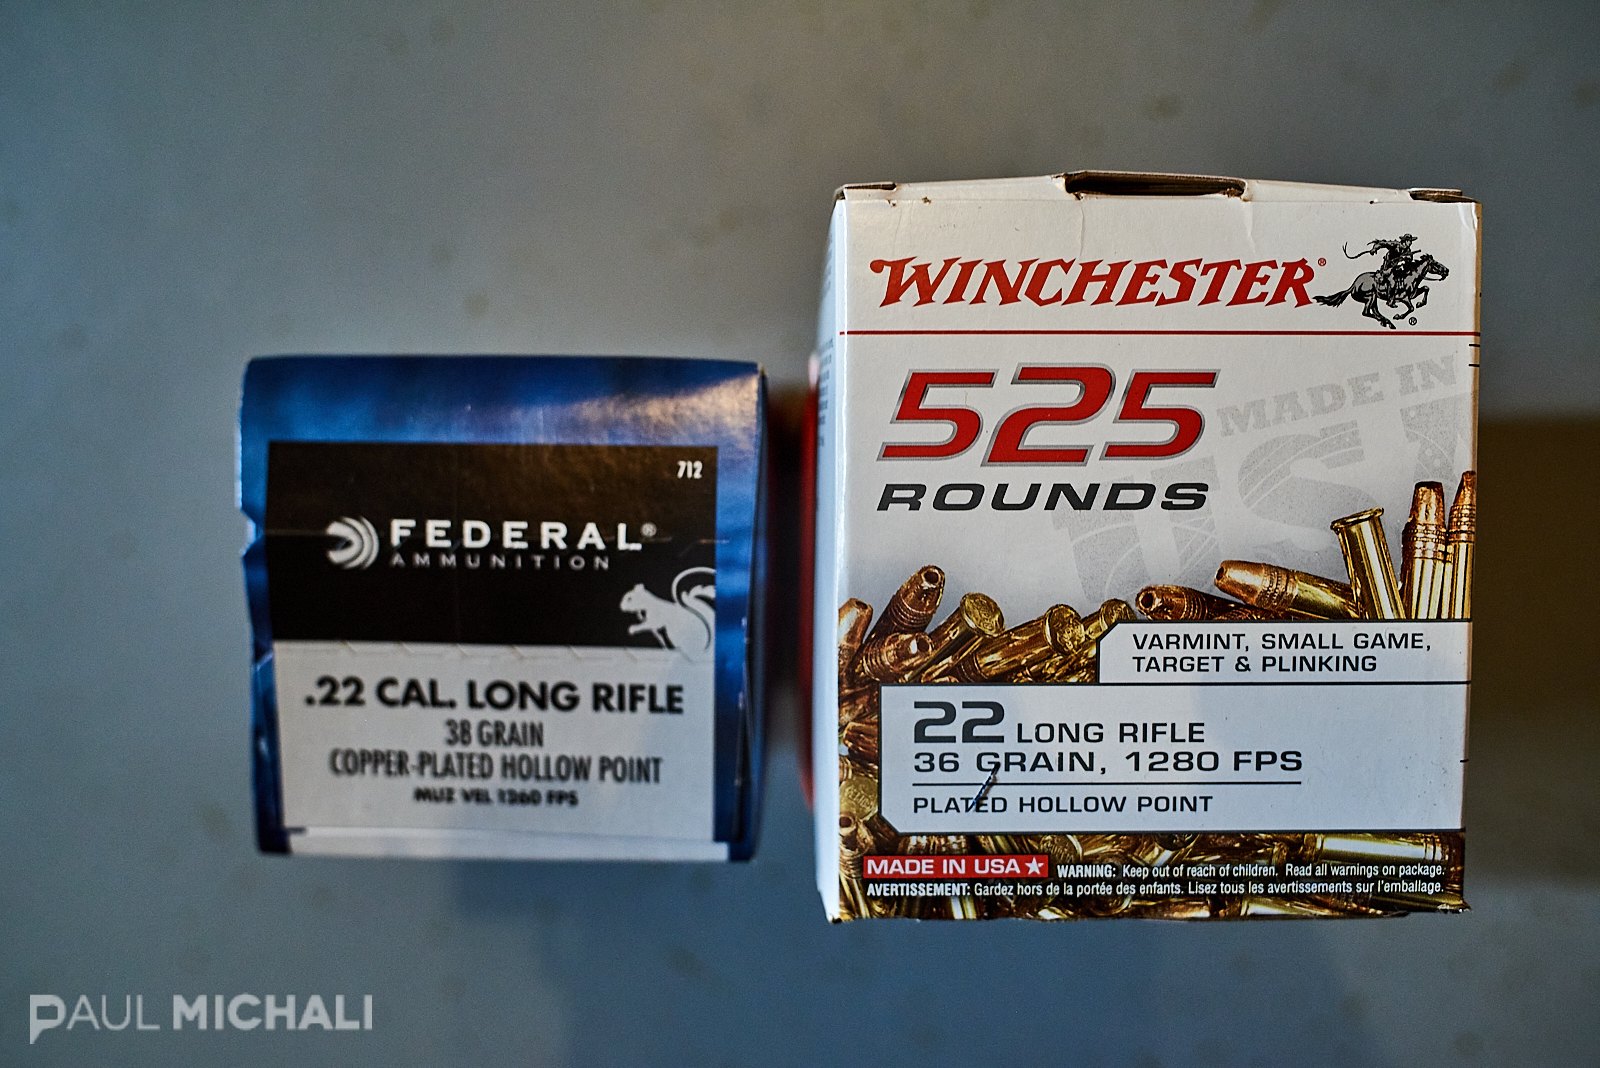 712
FEDERAL®
AMMUNITION
.22 CAL. LONG RIFLE
38 GRAIN
COPPER-PLATED HOLLOW POINT
MUZ VEL 1260 FPS
WINCHESTER®
®
525
ROUNDS
MADE IN
USA
VARMINT, SMALL GAME,
TARGET & PLINKING
22 LONG RIFLE
36 GRAIN, 1280 FPS
PLATED HOLLOW POINT
MADE IN USA
WARNING: Keep out of reach of children. Read all warnings on package.
AVERTISSEMENT: Gardez hors de la portée des enfants. Lisez tous les avertissements sur l'emballage.
PAUL MICHALI